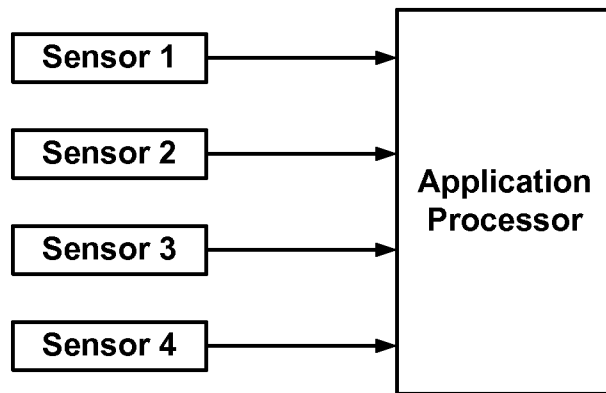 Sensor 1
Sensor 2
Sensor 3
Sensor 4
Application
Processor